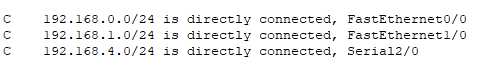 C    192.168.0.0/24 is directly connected, FastEthernet0/0
C    192.168.1.0/24 is directly connected, FastEthernet1/0
C    192.168.4.0/24 is directly connected, Serial2/0